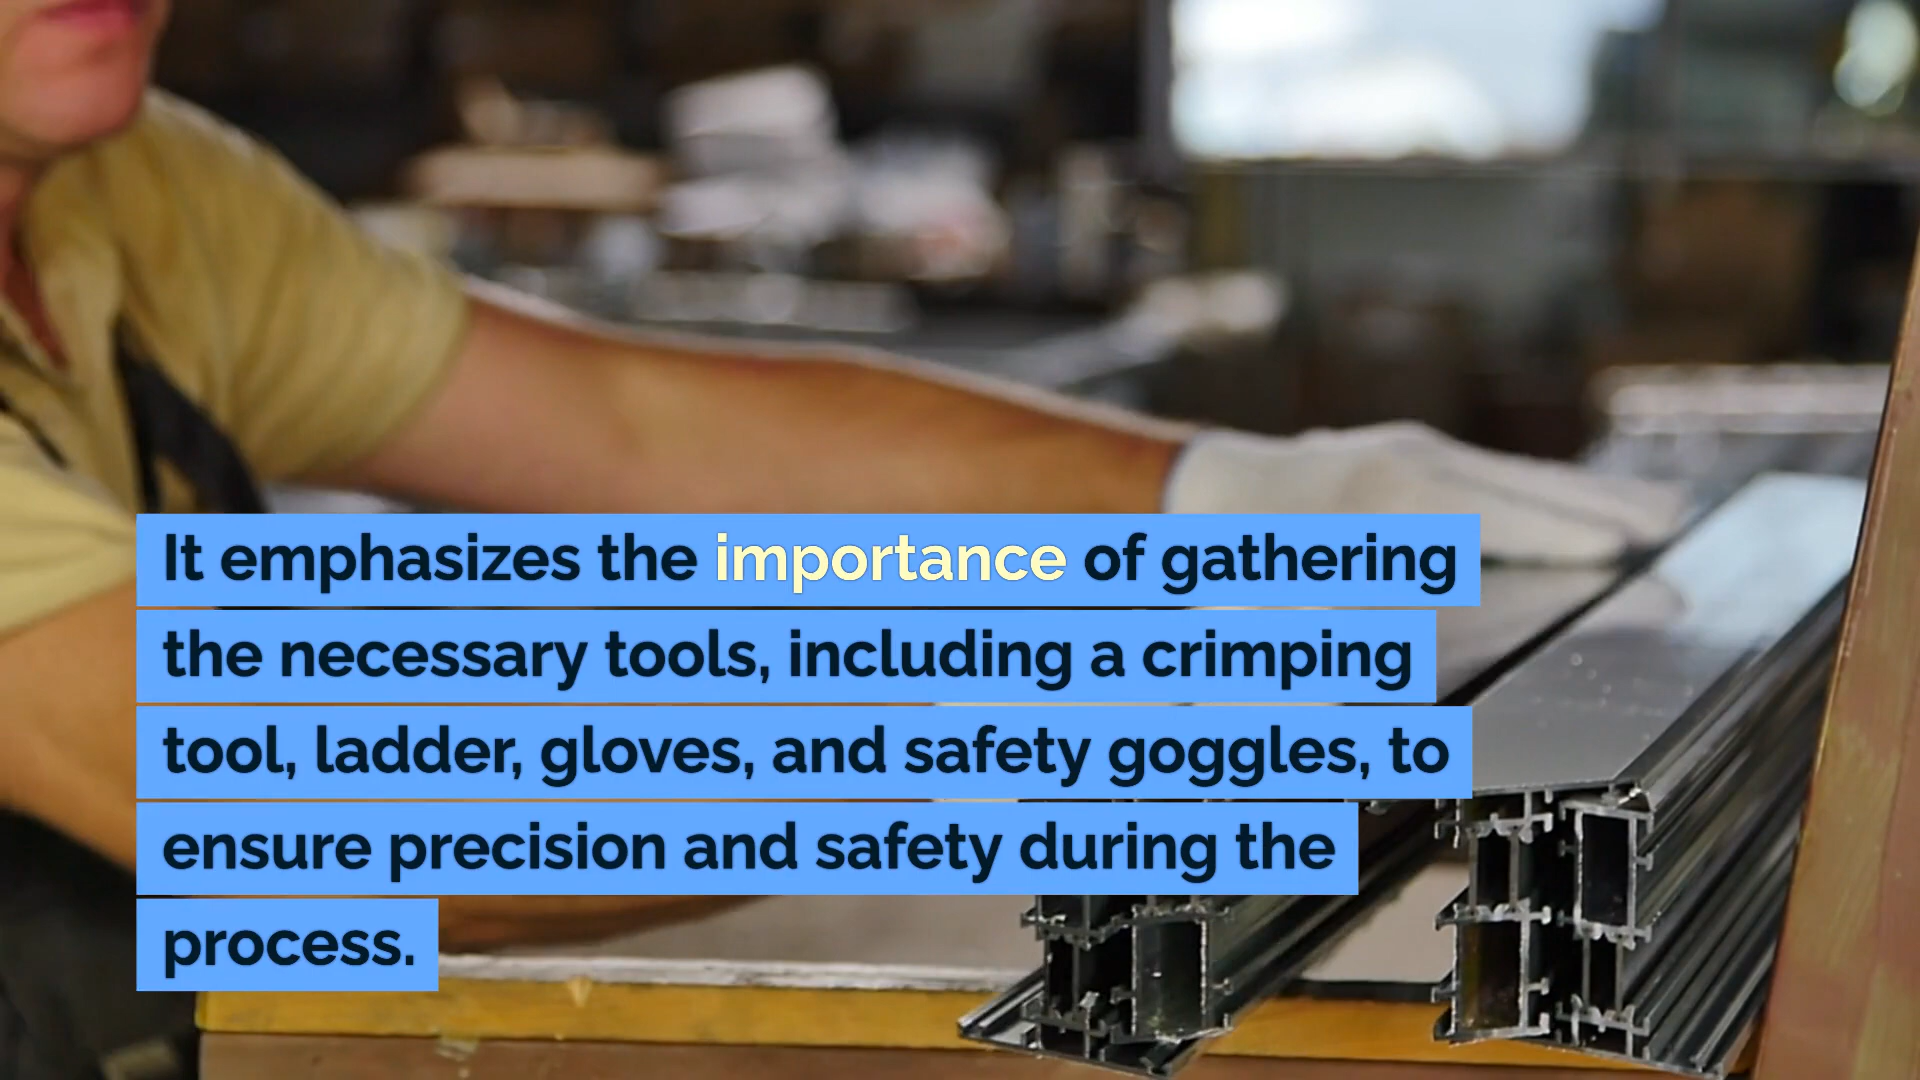 It emphasizes the importance of gathering
the necessary tools, including a crimping
tool, ladder, gloves, and safety goggles, to
ensure precision and safety during the
process.